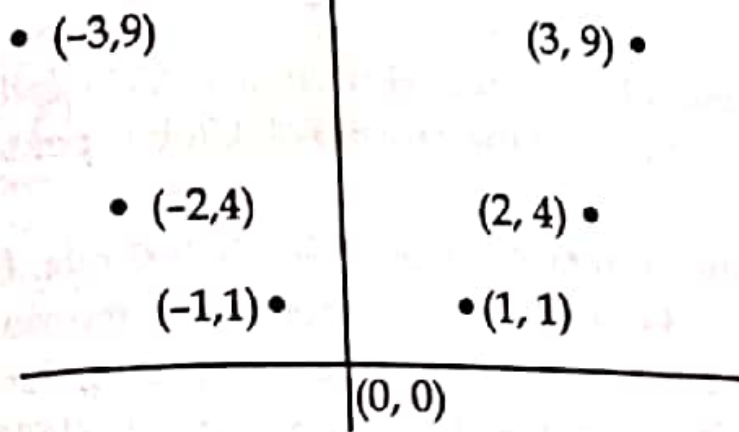 (–3,9) (3, 9)
(–2,4) (2, 4)
(–1,1) (1, 1)
(0, 0)